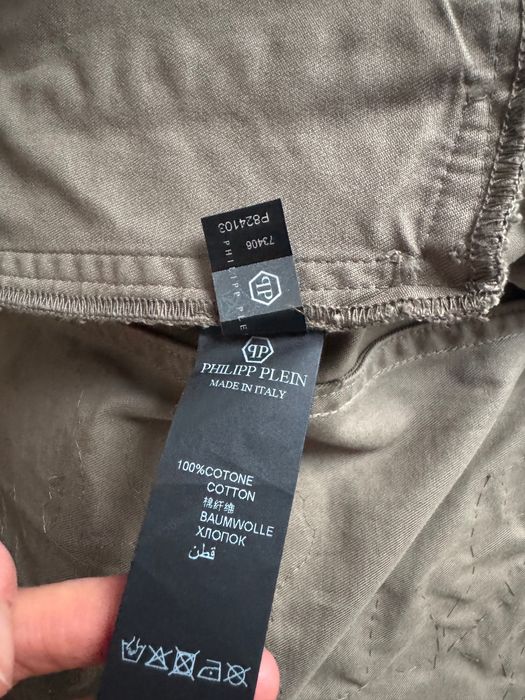 P824103
73406
PHILIPP PLE
PHILIPP PLEIN
MADE IN ITALY
100%COTONE
COTTON
棉纤维
BAUMWOLLE
ХЛОПОК
قطن